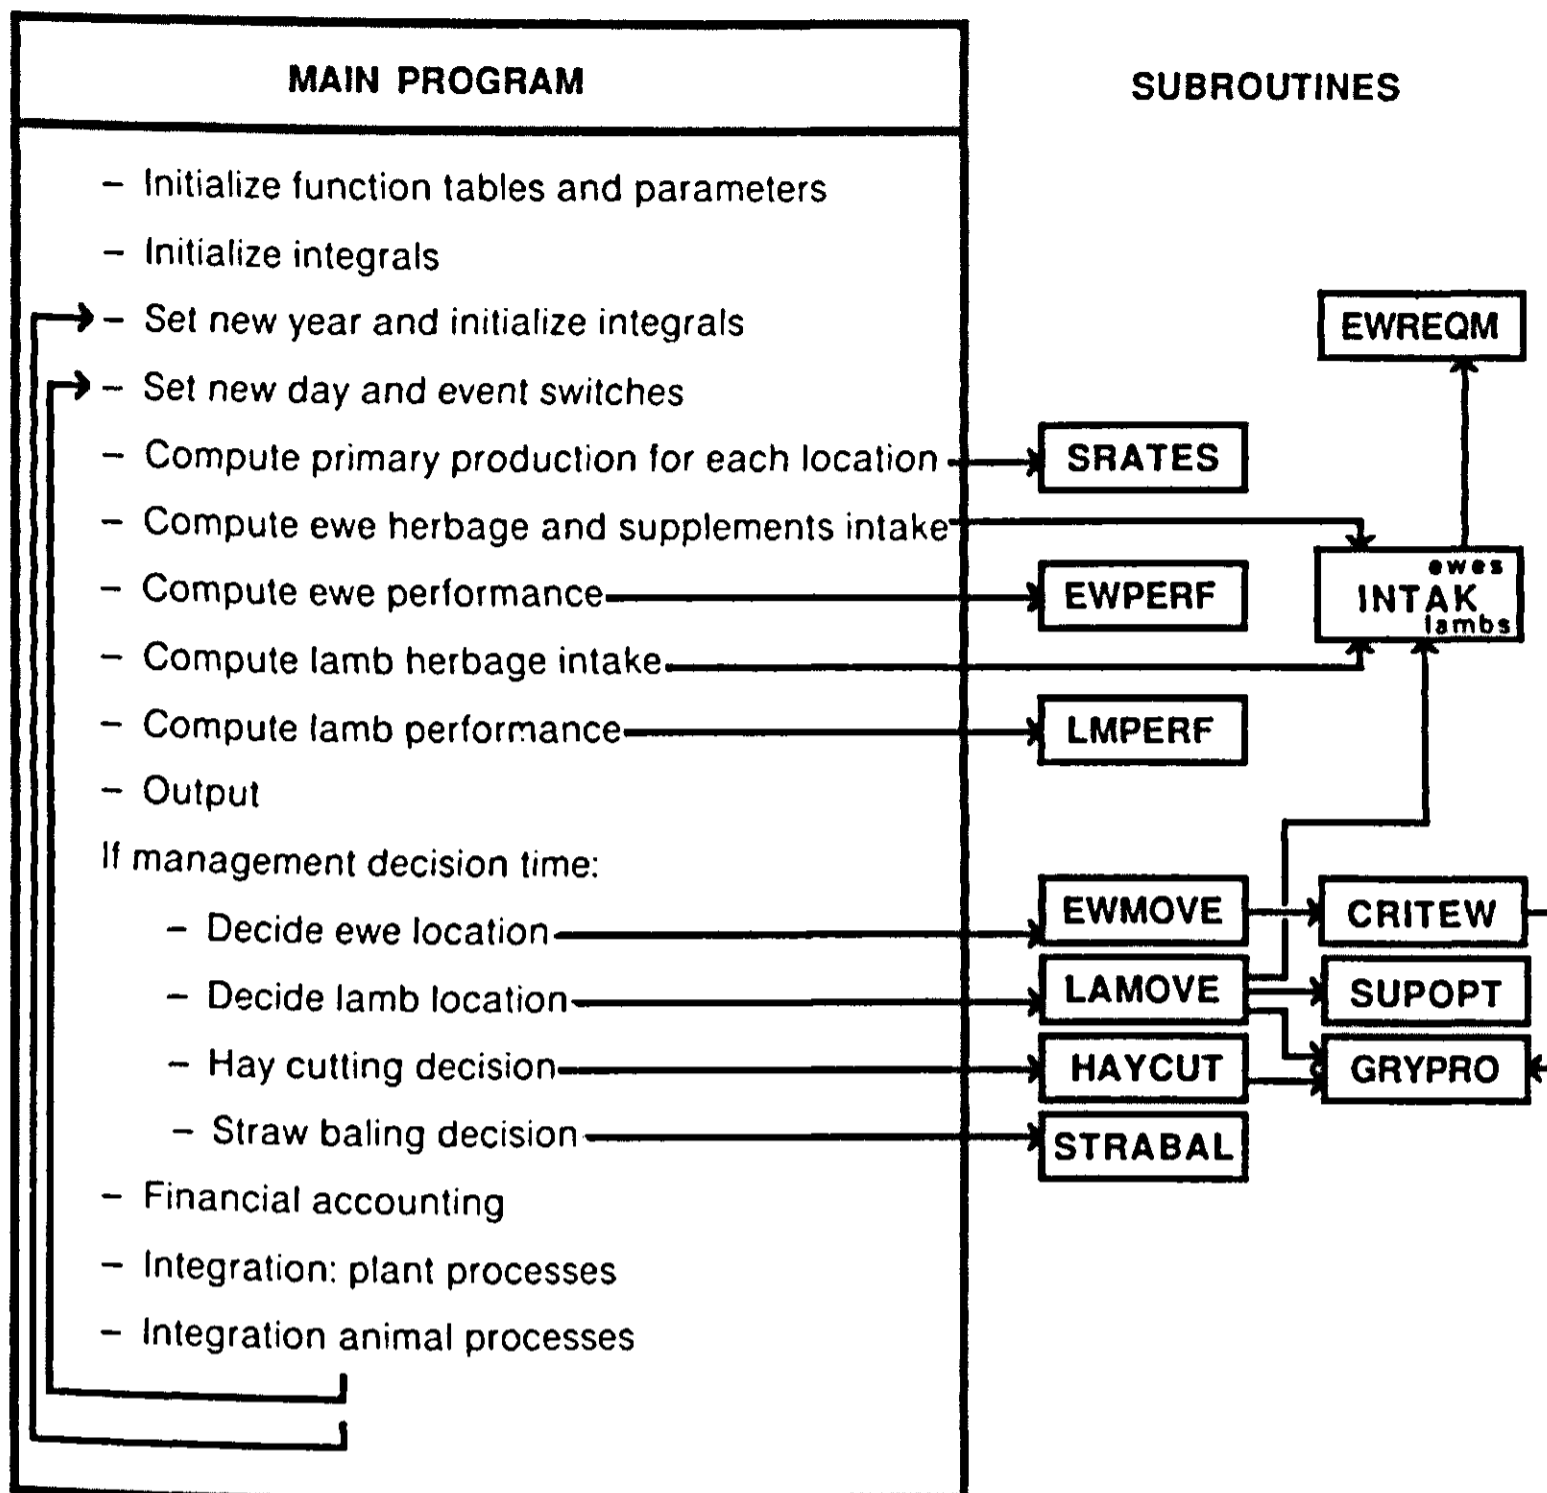 MAIN PROGRAM
SUBROUTINES
– Initialize function tables and parameters
– Initialize integrals
– Set new year and initialize integrals
– Set new day and event switches
– Compute primary production for each location
– Compute ewe herbage and supplements intake
– Compute ewe performance
– Compute lamb herbage intake
– Compute lamb performance
– Output
If management decision time:
– Decide ewe location
– Decide lamb location
– Hay cutting decision
– Straw baling decision
– Financial accounting
– Integration: plant processes
– Integration animal processes
EWREQM
SRATES
ewes
INTAK
lambs
EWPERF
LMPERF
EWMOVE
CRITEW
LAMOVE
SUPOPT
HAYCUT
GRYPRO
STRABAL